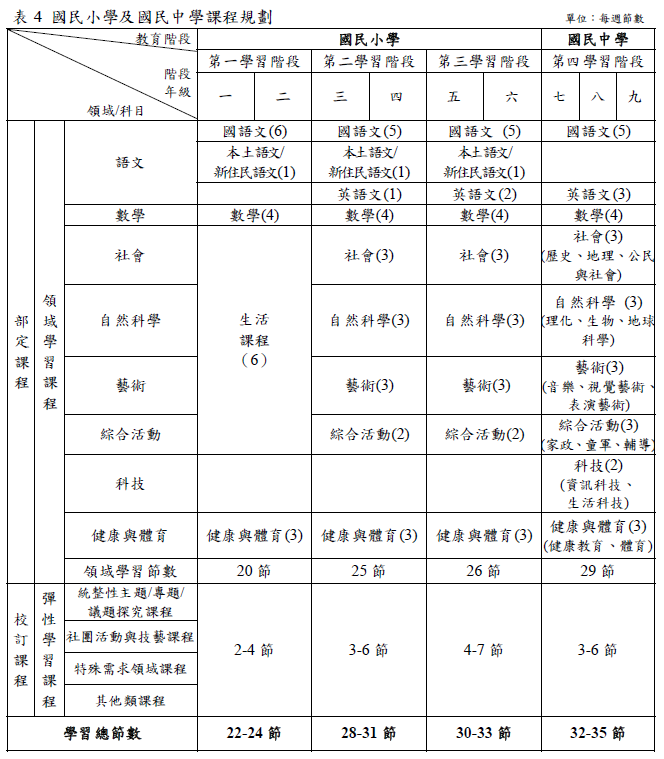 表 4 國民小學及國民中學課程規劃
單位：每週節數
教育階段
階段
年級
領域/科目
國民小學
國民中學
第一學習階段
第二學習階段
第三學習階段
第四學習階段
一
二
三
四
五
六
七
八
九
部定課程
領域學習課程
語文
國語文(6)
國語文(5)
國語文 (5)
國語文(5)
本土語文/
新住民語文(1)
本土語文/
新住民語文(1)
本土語文/
新住民語文(1)
英語文(1)
英語文(2)
英語文(3)
數學
數學(4)
數學(4)
數學(4)
數學(4)
社會
生活
課程
（6）
社會(3)
社會(3)
社會(3)
(歷史、地理、公民
與社會)
自然科學
自然科學(3)
自然科學(3)
自然科學 (3)
(理化、生物、地球
科學)
藝術
藝術(3)
藝術(3)
藝術(3)
(音樂、視覺藝術、
表演藝術)
綜合活動
綜合活動(2)
綜合活動(2)
綜合活動(3)
(家政、童軍、輔導)
科技
科技(2)
(資訊科技、
生活科技)
健康與體育
健康與體育(3)
健康與體育(3)
健康與體育(3)
健康與體育(3)
(健康教育、體育)
領域學習節數
20 節
25 節
26 節
29 節
校訂課程
彈性學習課程
統整性主題/專題/
議題探究課程
社團活動與技藝課程
特殊需求領域課程
其他類課程
2-4 節
3-6 節
4-7 節
3-6 節
學習總節數
22-24 節
28-31 節
30-33 節
32-35 節